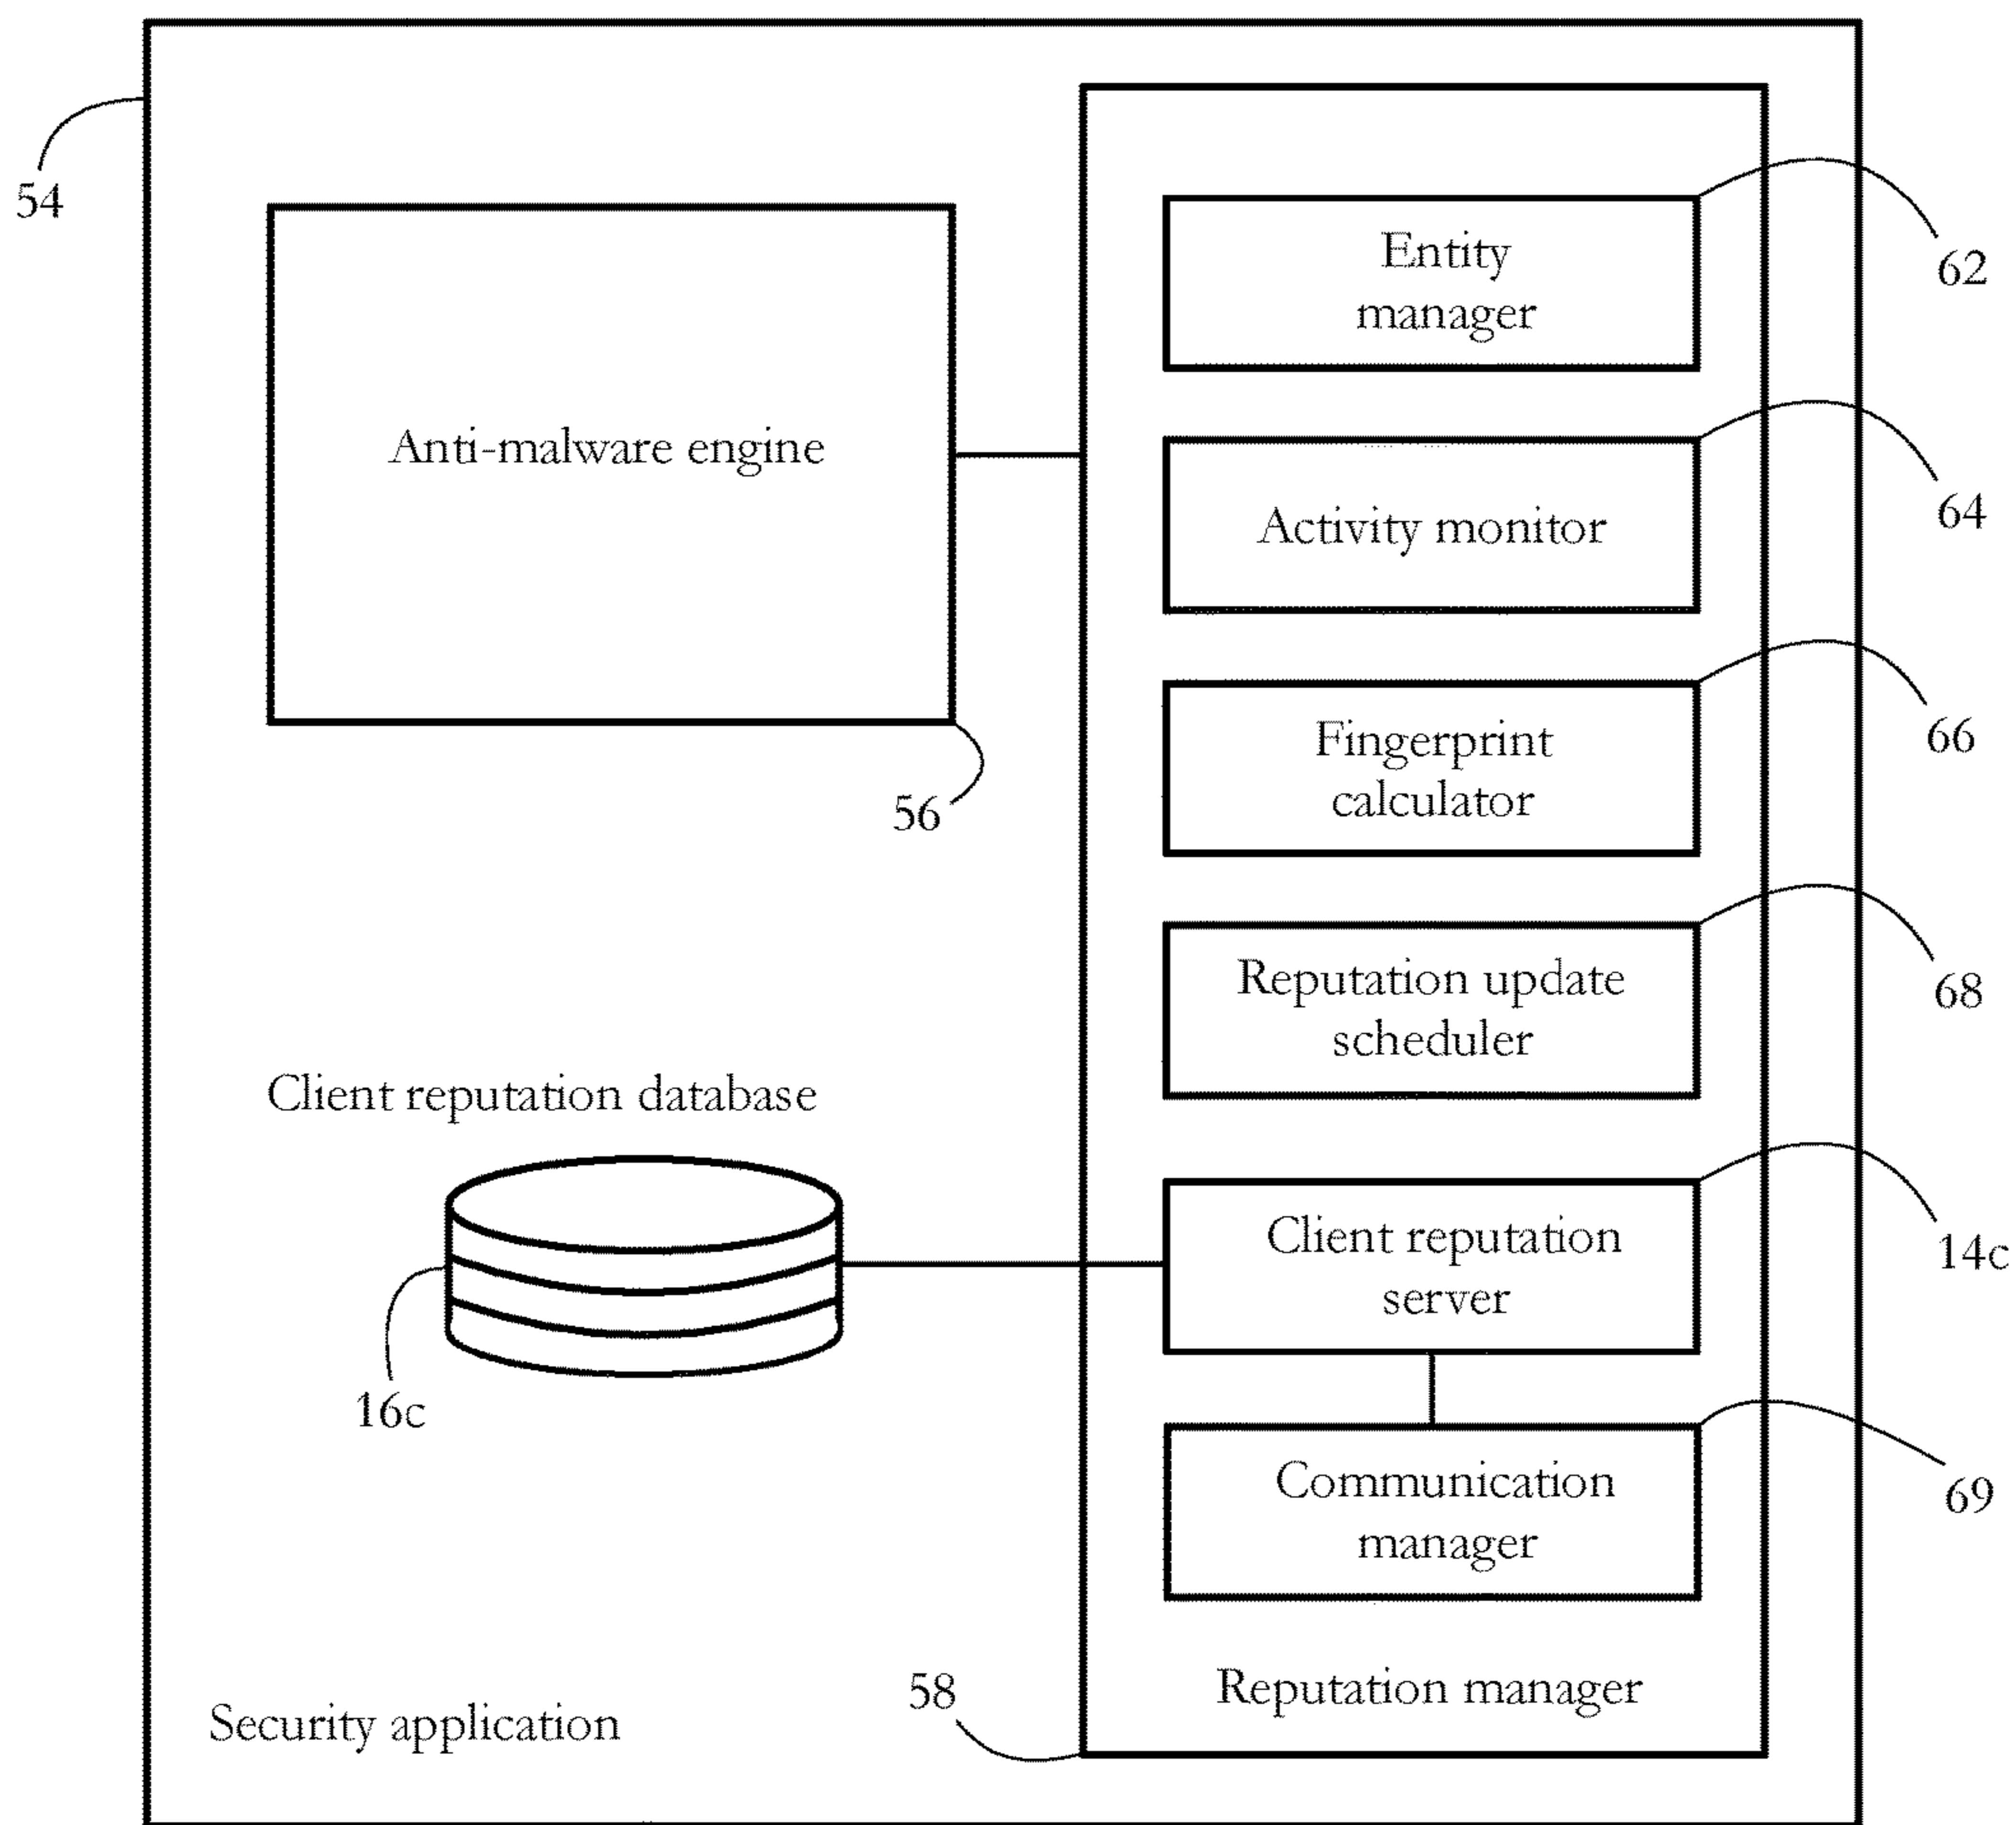 54
Anti-malware engine
56
Entity
manager
62
Activity monitor
64
Fingerprint
calculator
66
Reputation update
scheduler
68
Client reputation database
16c
Client reputation
server
14c
Communication
manager
69
58
Reputation manager
Security application